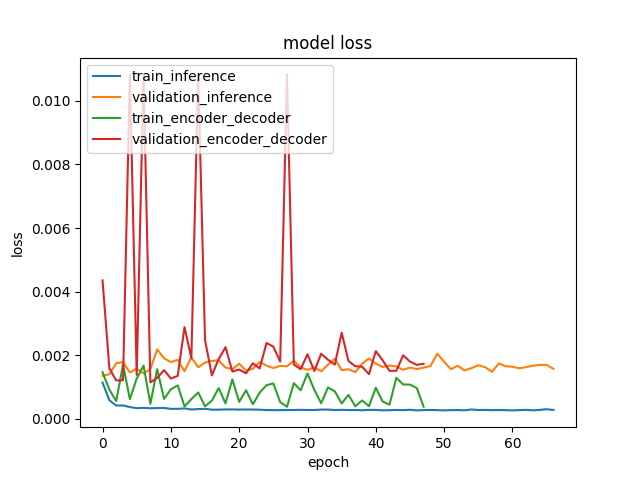 model loss
train_inference
validation_inference
train_encoder_decoder
validation_encoder_decoder
0.010
0.008
0.006
0.004
0.002
0.000
loss
0 10 20 30 40 50 60
epoch